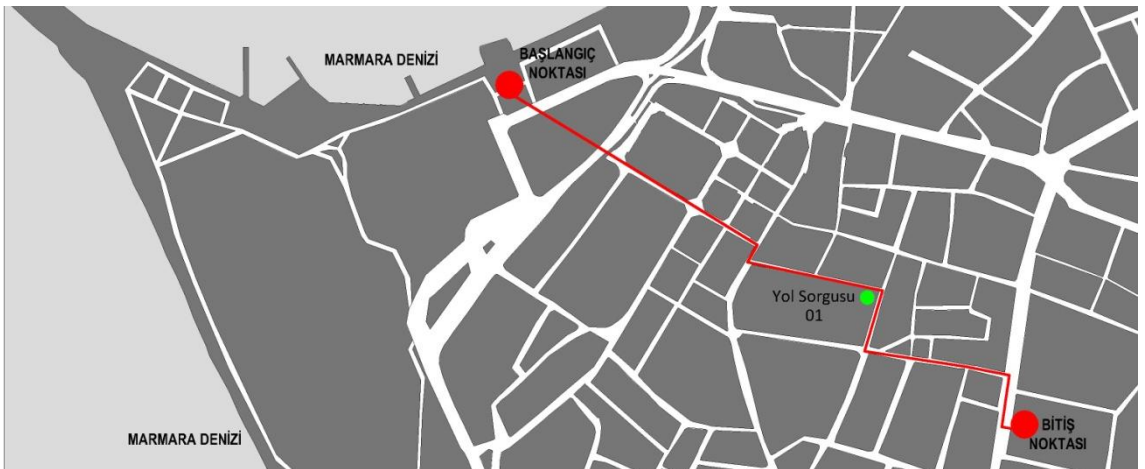 MARMARA DENİZİ
BAŞLANGIÇ
NOKTASI
Yol Sorgusu
01
BİTİŞ
NOKTASI
MARMARA DENİZİ